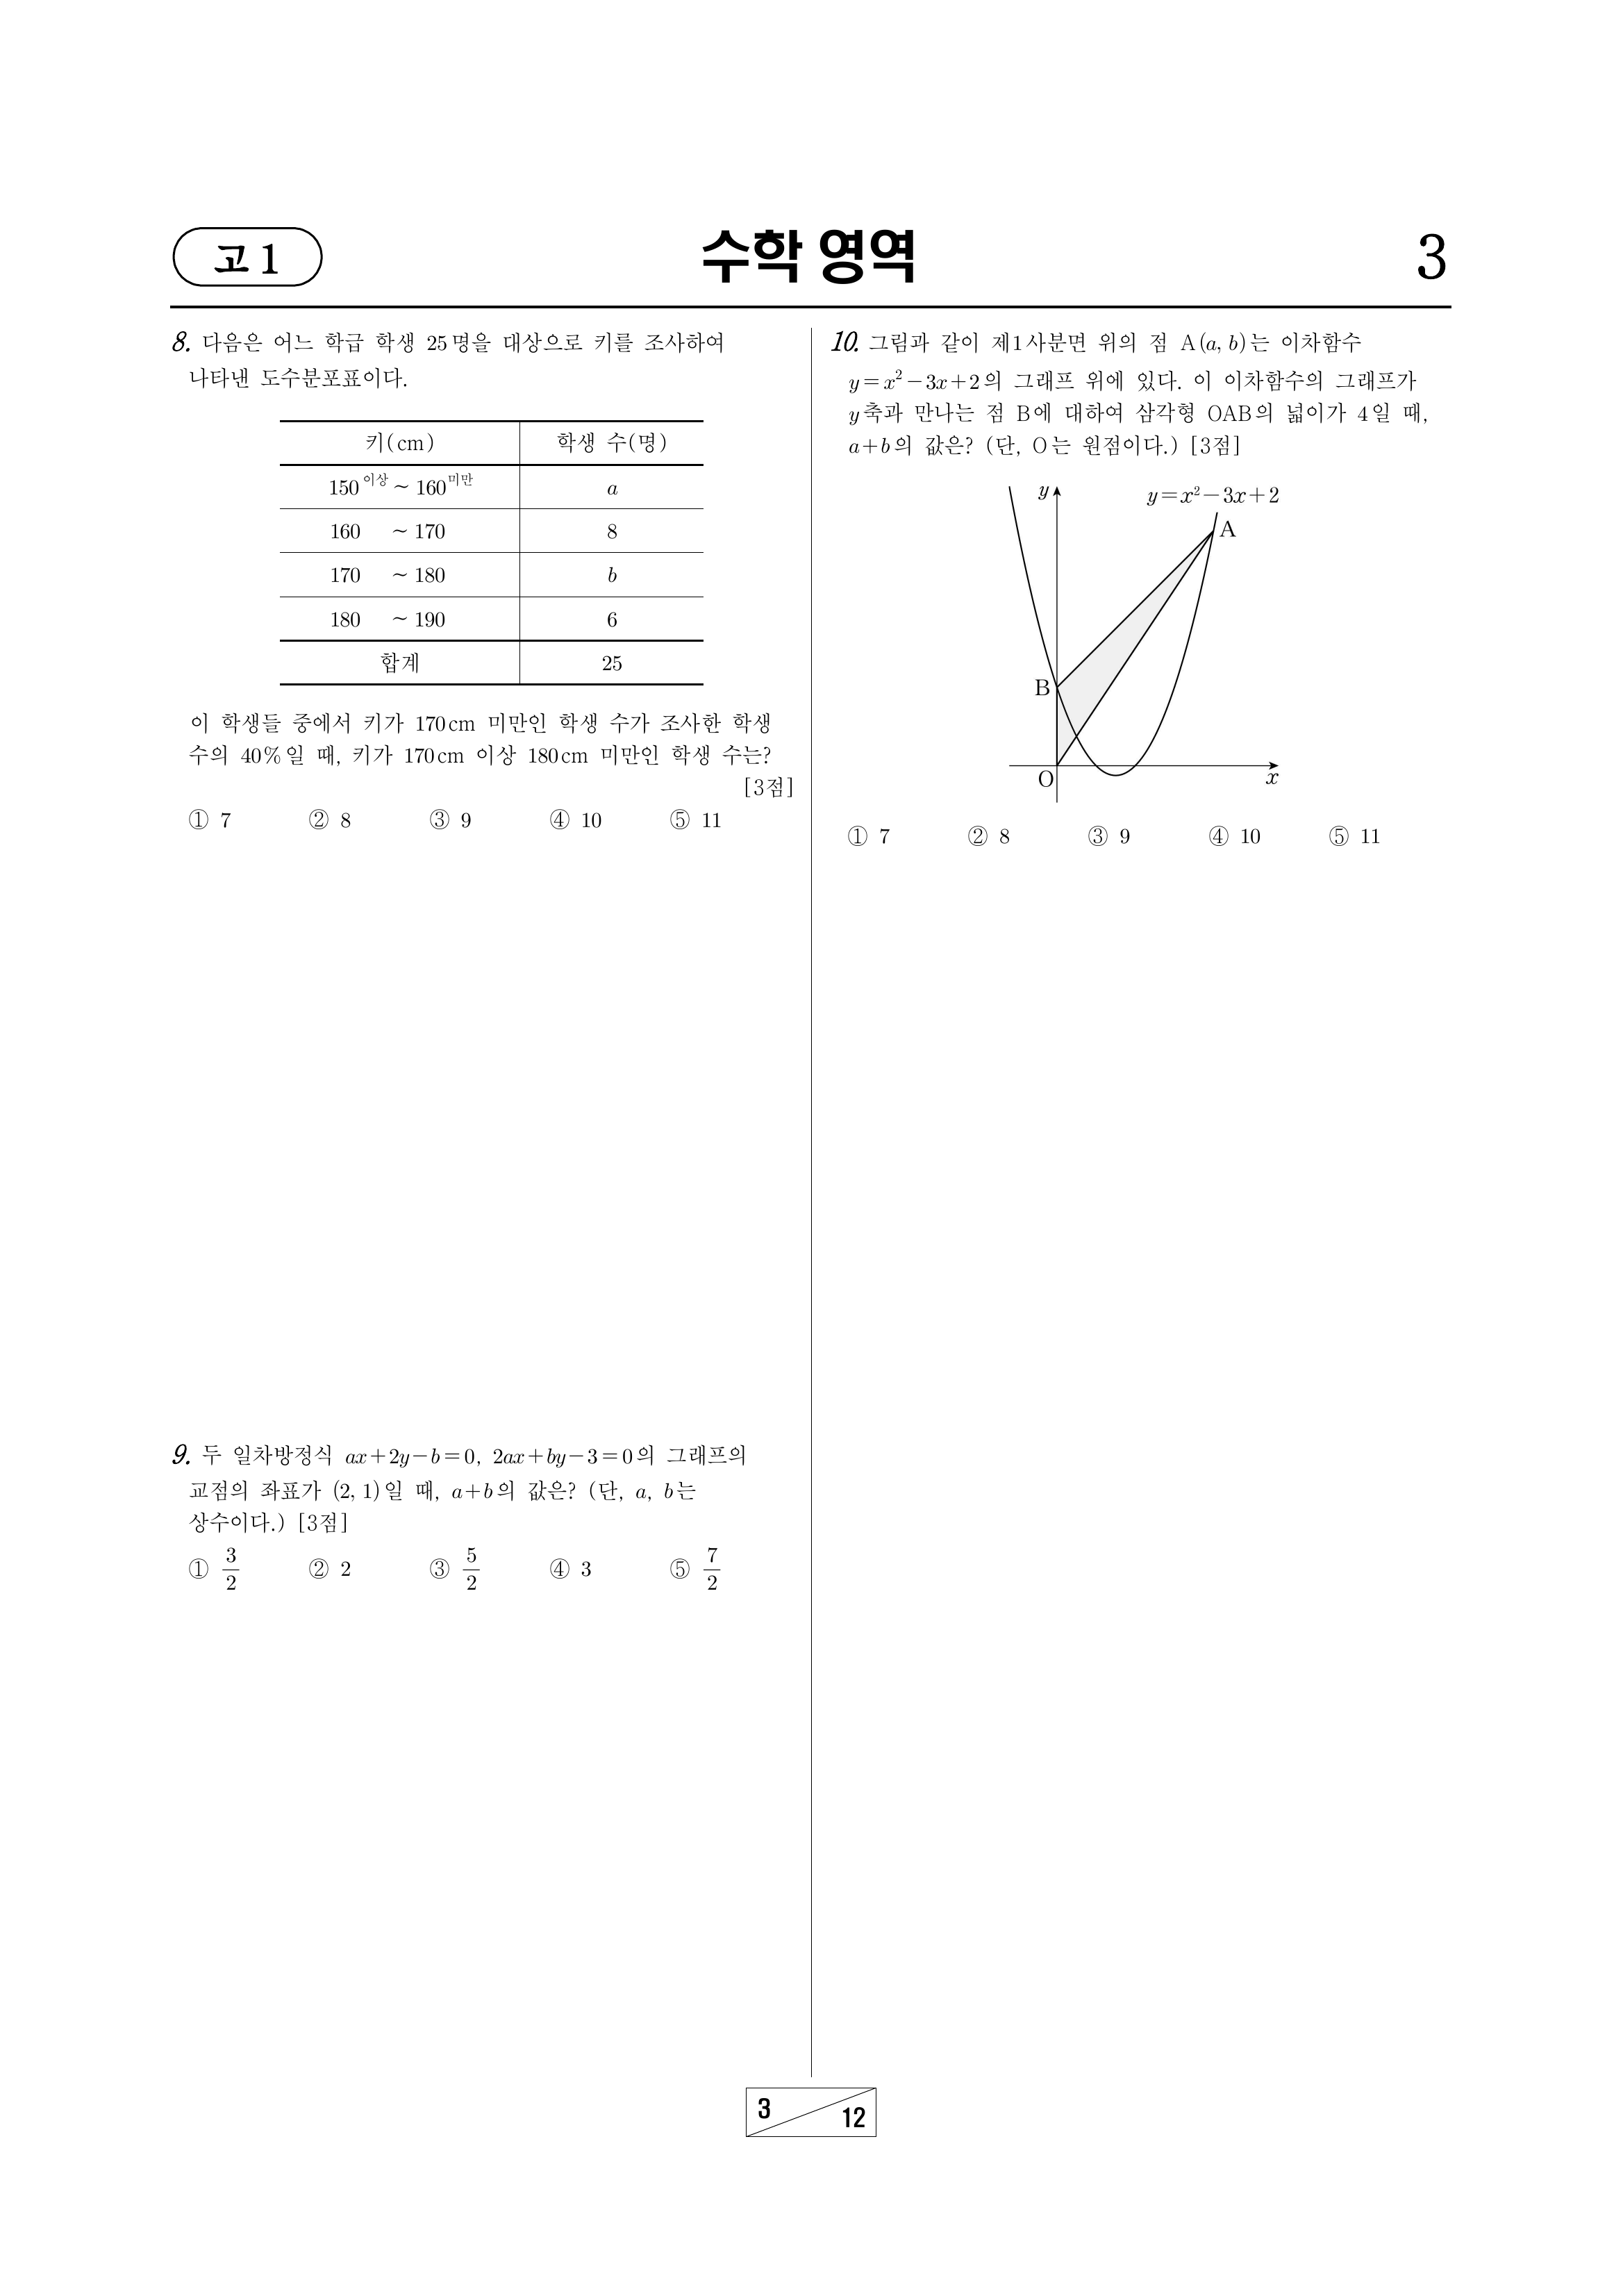 고 1
수학 영역
3
8. 다음은 어느 학급 학생 25명을 대상으로 키를 조사하여
나타낸 도수분포표이다.
키(cm) 학생 수(명)
150이상 ~ 160미만 a
160 ~ 170 8
170 ~ 180 b
180 ~ 190 6
합계 25
이 학생들 중에서 키가 170cm 미만인 학생 수가 조사한 학생
수의 40%일 때, 키가 170cm 이상 180cm 미만인 학생 수는?
[3점]
① 7 ② 8 ③ 9 ④ 10 ⑤ 11
9. 두 일차방정식 ax+2y-b=0, 2ax+by-3=0의 그래프의
교점의 좌표가 (2, 1)일 때, a+b의 값은? (단, a, b는
상수이다.) [3점]
① 3/2 ② 2 ③ 5/2 ④ 3 ⑤ 7/2
10. 그림과 같이 제1사분면 위의 점 A(a, b)는 이차함수
y=x²-3x+2의 그래프 위에 있다. 이 이차함수의 그래프가
y축과 만나는 점 B에 대하여 삼각형 OAB의 넓이가 4일 때,
a+b의 값은? (단, O는 원점이다.) [3점]
y y=x²-3x+2
A
B
O x
① 7 ② 8 ③ 9 ④ 10 ⑤ 11
3 12